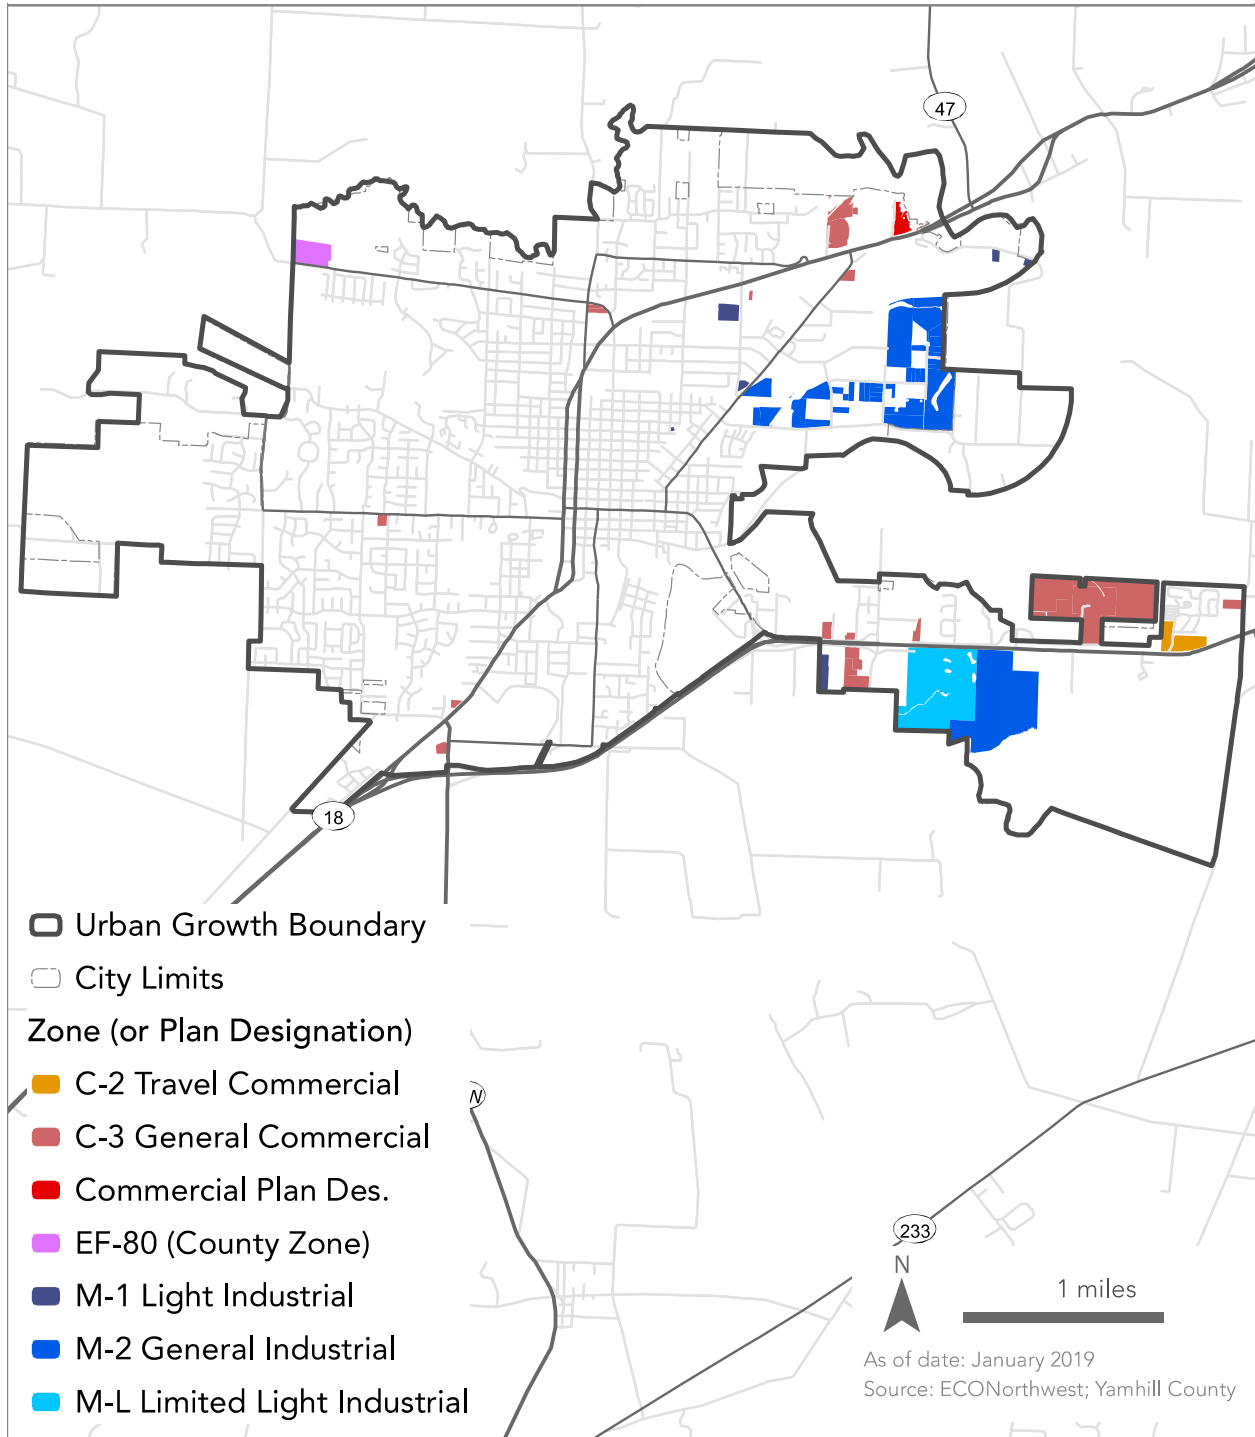 47
18
Urban Growth Boundary
City Limits
Zone (or Plan Designation)
C-2 Travel Commercial
C-3 General Commercial
Commercial Plan Des.
EF-80 (County Zone)
M-1 Light Industrial
M-2 General Industrial
M-L Limited Light Industrial
233
N
1 miles
As of date: January 2019
Source: ECONorthwest; Yamhill County